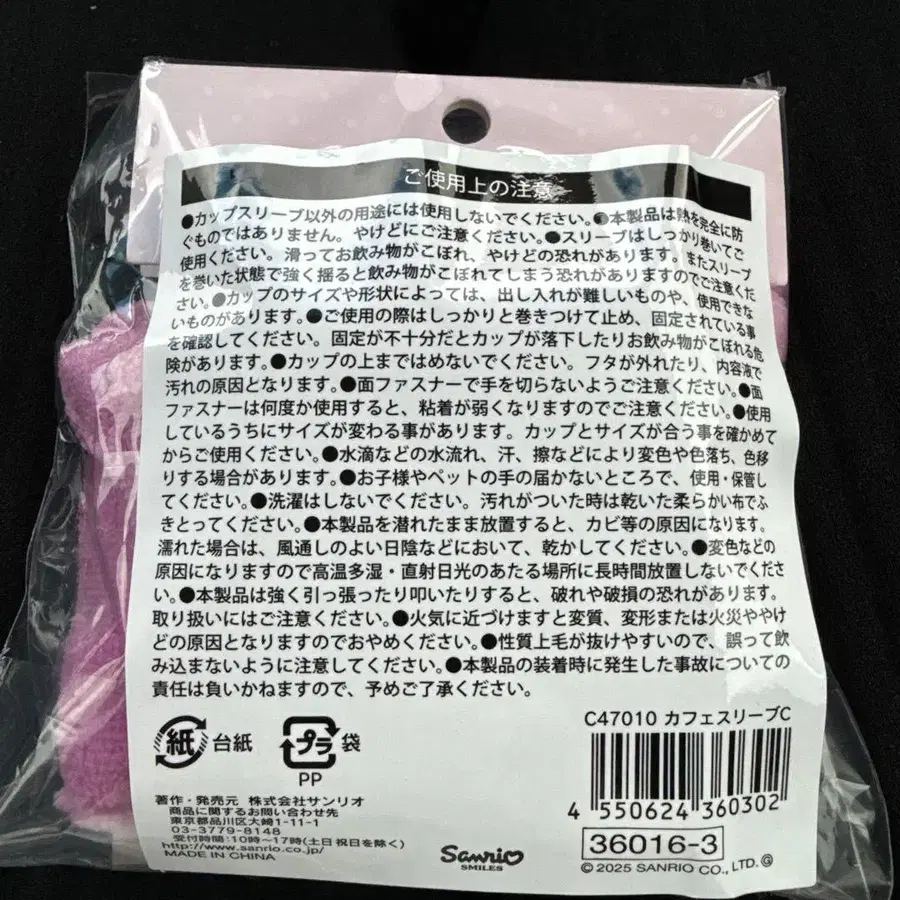 ご使用上の注意
●カップスリーブ以外の用途には使用しないでください。●本製品は熱を完全に防
ぐものではありません。やけどにご注意ください。●スリーブはしっかり巻いてご
使用ください。滑ってお飲み物がこぼれ、やけどの恐れがあります。またスリーブ
を巻いた状態で強く揺ると飲み物がこぼれてしまう恐れがありますのでご注意くだ
さい。●カップのサイズや形状によっては、出し入れが難しいものや、使用できな
いものがあります。●ご使用の際はしっかりと巻きつけて止め、固定されている事
を確認してください。固定が不十分だとカップが落下したりお飲み物がこぼれる危
険があります。●カップの上まではめないでください。フタが外れたり、内容液で
汚れの原因となります。●面ファスナーで手を切らないようご注意ください。●面
ファスナーは何度か使用すると、粘着が弱くなりますのでご注意ください。●使用
しているうちにサイズが変わる事があります。カップとサイズが合う事を確かめて
からご使用ください。●水滴などの水流れ、汗、擦などにより変色や色落ち、色移
りする場合があります。●お子様やペットの手の届かないところで、使用・保管し
てください。●洗濯はしないでください。汚れがついた時は乾いた柔らかい布でふ
きとってください。●本製品を濡れたまま放置すると、カビ等の原因になります。
濡れた場合は、風通しのよい日陰などにおいて、乾かしてください。●変色などの
原因になりますので高温多湿・直射日光のあたる場所に長時間放置しないでくださ
い。●本製品は強く引っ張ったり叩いたりすると、破れや破損の恐れがあります。
取り扱いにはご注意ください。●火気に近づけますと変質、変形または火災ややけ
どの原因となりますのでおやめください。●性質上毛が抜けやすいので、誤って飲
み込まないように注意してください。●本製品の装着時に発生した事故についての
責任は負いかねますので、予めご了承ください。
C47010 カフェスリーブC
紙 台紙 プラ 袋
PP
4 550624 360302
著作・発売元 株式会社サンリオ
商品に関するお問い合わせ先
東京都品川区大崎1-11-1
03-3779-8148
受付時間:10時~17時(土日祝日を除く)
http://www.sanrio.co.jp/
MADE IN CHINA
Sanrio
SMILES
36016-3
© 2025 SANRIO CO., LTD. Ⓖ